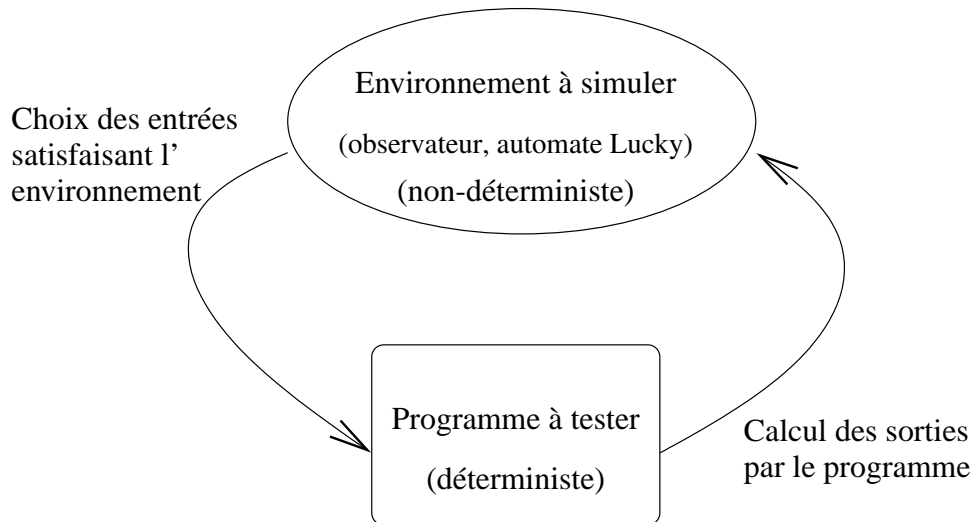 Environnement à simuler
(observateur, automate Lucky)
(non-déterministe)
Choix des entrées
satisfaisant l’
environnement
Programme à tester
(déterministe)
Calcul des sorties
par le programme